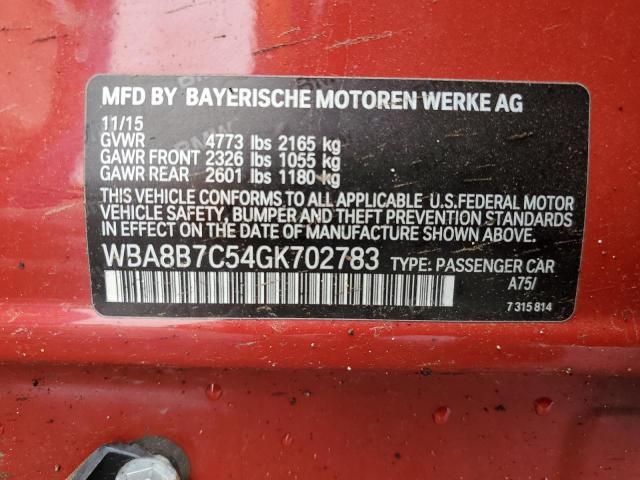 MFD BY BAYERISCHE MOTOREN WERKE AG
11/15
GVWR 4773 lbs 2165 kg
GAWR FRONT 2326 lbs 1055 kg
GAWR REAR 2601 lbs 1180 kg
THIS VEHICLE CONFORMS TO ALL APPLICABLE U.S.FEDERAL MOTOR
VEHICLE SAFETY, BUMPER AND THEFT PREVENTION STANDARDS
IN EFFECT ON THE DATE OF MANUFACTURE SHOWN ABOVE.
WBA8B7C54GK702783 TYPE: PASSENGER CAR
A75/
7 315 814